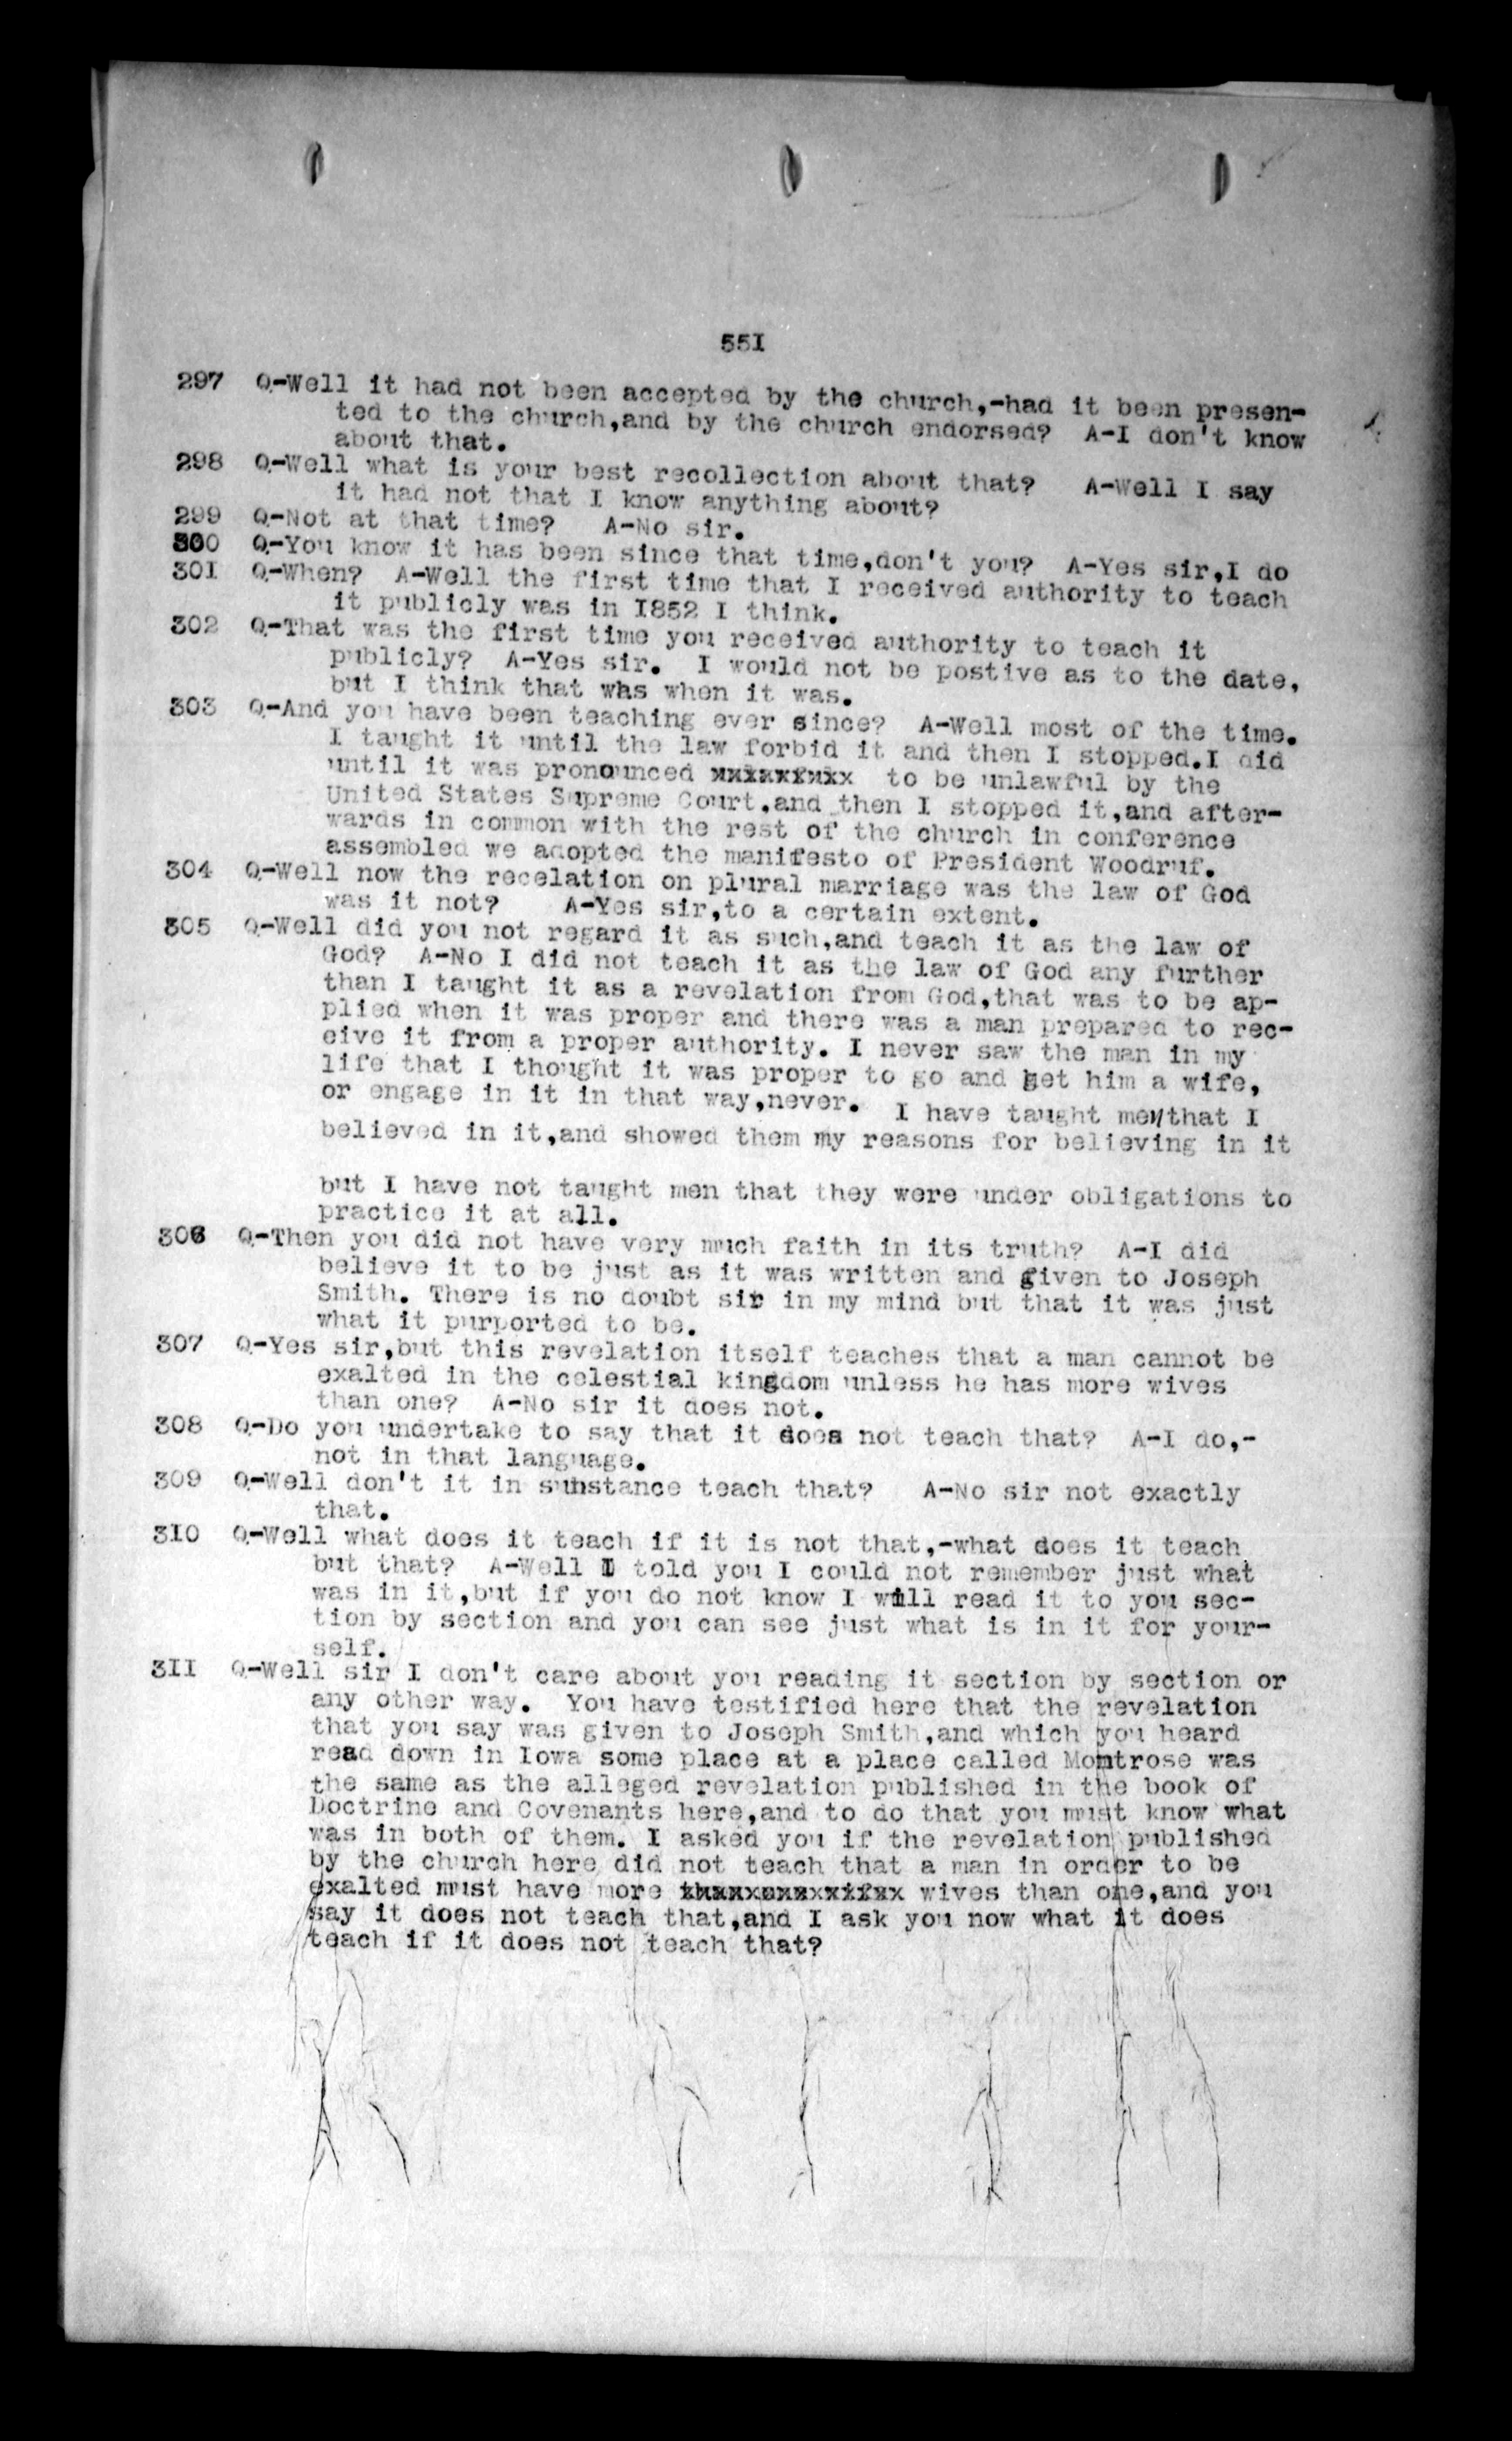 55I
297 Q-Well it had not been accepted by the church,-had it been presen-
ted to the church,and by the church endorsed? A-I don't know
about that.
298 Q-Well what is your best recollection about that? A-Well I say
it had not that I know anything about?
299 Q-Not at that time? A-No sir.
300 Q-You know it has been since that time,don't you? A-Yes sir,I do
30I Q-When? A-Well the first time that I received authority to teach
it publicly was in I852 I think.
302 Q-That was the first time you received authority to teach it
publicly? A-Yes sir. I would not be postive as to the date,
but I think that was when it was.
303 Q-And you have been teaching ever since? A-Well most of the time.
I taught it until the law forbid it and then I stopped.I did
until it was pronounced to be unlawful by the
United States Supreme Court.and then I stopped it,and after-
wards in common with the rest of the church in conference
assembled we adopted the manifesto of President Woodruf.
304 Q-Well now the recelation on plural marriage was the law of God
was it not? A-Yes sir,to a certain extent.
305 Q-Well did you not regard it as such,and teach it as the law of
God? A-No I did not teach it as the law of God any further
than I taught it as a revelation from God,that was to be ap-
plied when it was proper and there was a man prepared to rec-
eive it from a proper authority. I never saw the man in my
life that I thought it was proper to go and get him a wife,
or engage in it in that way,never. I have taught men/that I
believed in it,and showed them my reasons for believing in it
but I have not taught men that they were under obligations to
practice it at all.
306 Q-Then you did not have very much faith in its truth? A-I did
believe it to be just as it was written and given to Joseph
Smith. There is no doubt sir in my mind but that it was just
what it purported to be.
307 Q-Yes sir,but this revelation itself teaches that a man cannot be
exalted in the celestial kingdom unless he has more wives
than one? A-No sir it does not.
308 Q-Do you undertake to say that it does not teach that? A-I do,-
not in that language.
309 Q-Well don't it in substance teach that? A-No sir not exactly
that.
3I0 Q-Well what does it teach if it is not that,-what does it teach
but that? A-Well I told you I could not remember just what
was in it,but if you do not know I will read it to you sec-
tion by section and you can see just what is in it for your-
self.
3II Q-Well sir I don't care about you reading it section by section or
any other way. You have testified here that the revelation
that you say was given to Joseph Smith,and which you heard
read down in Iowa some place at a place called Montrose was
the same as the alleged revelation published in the book of
Doctrine and Covenants here,and to do that you must know what
was in both of them. I asked you if the revelation published
by the church here did not teach that a man in order to be
exalted must have more wives than one,and you
say it does not teach that,and I ask you now what it does
teach if it does not teach that?